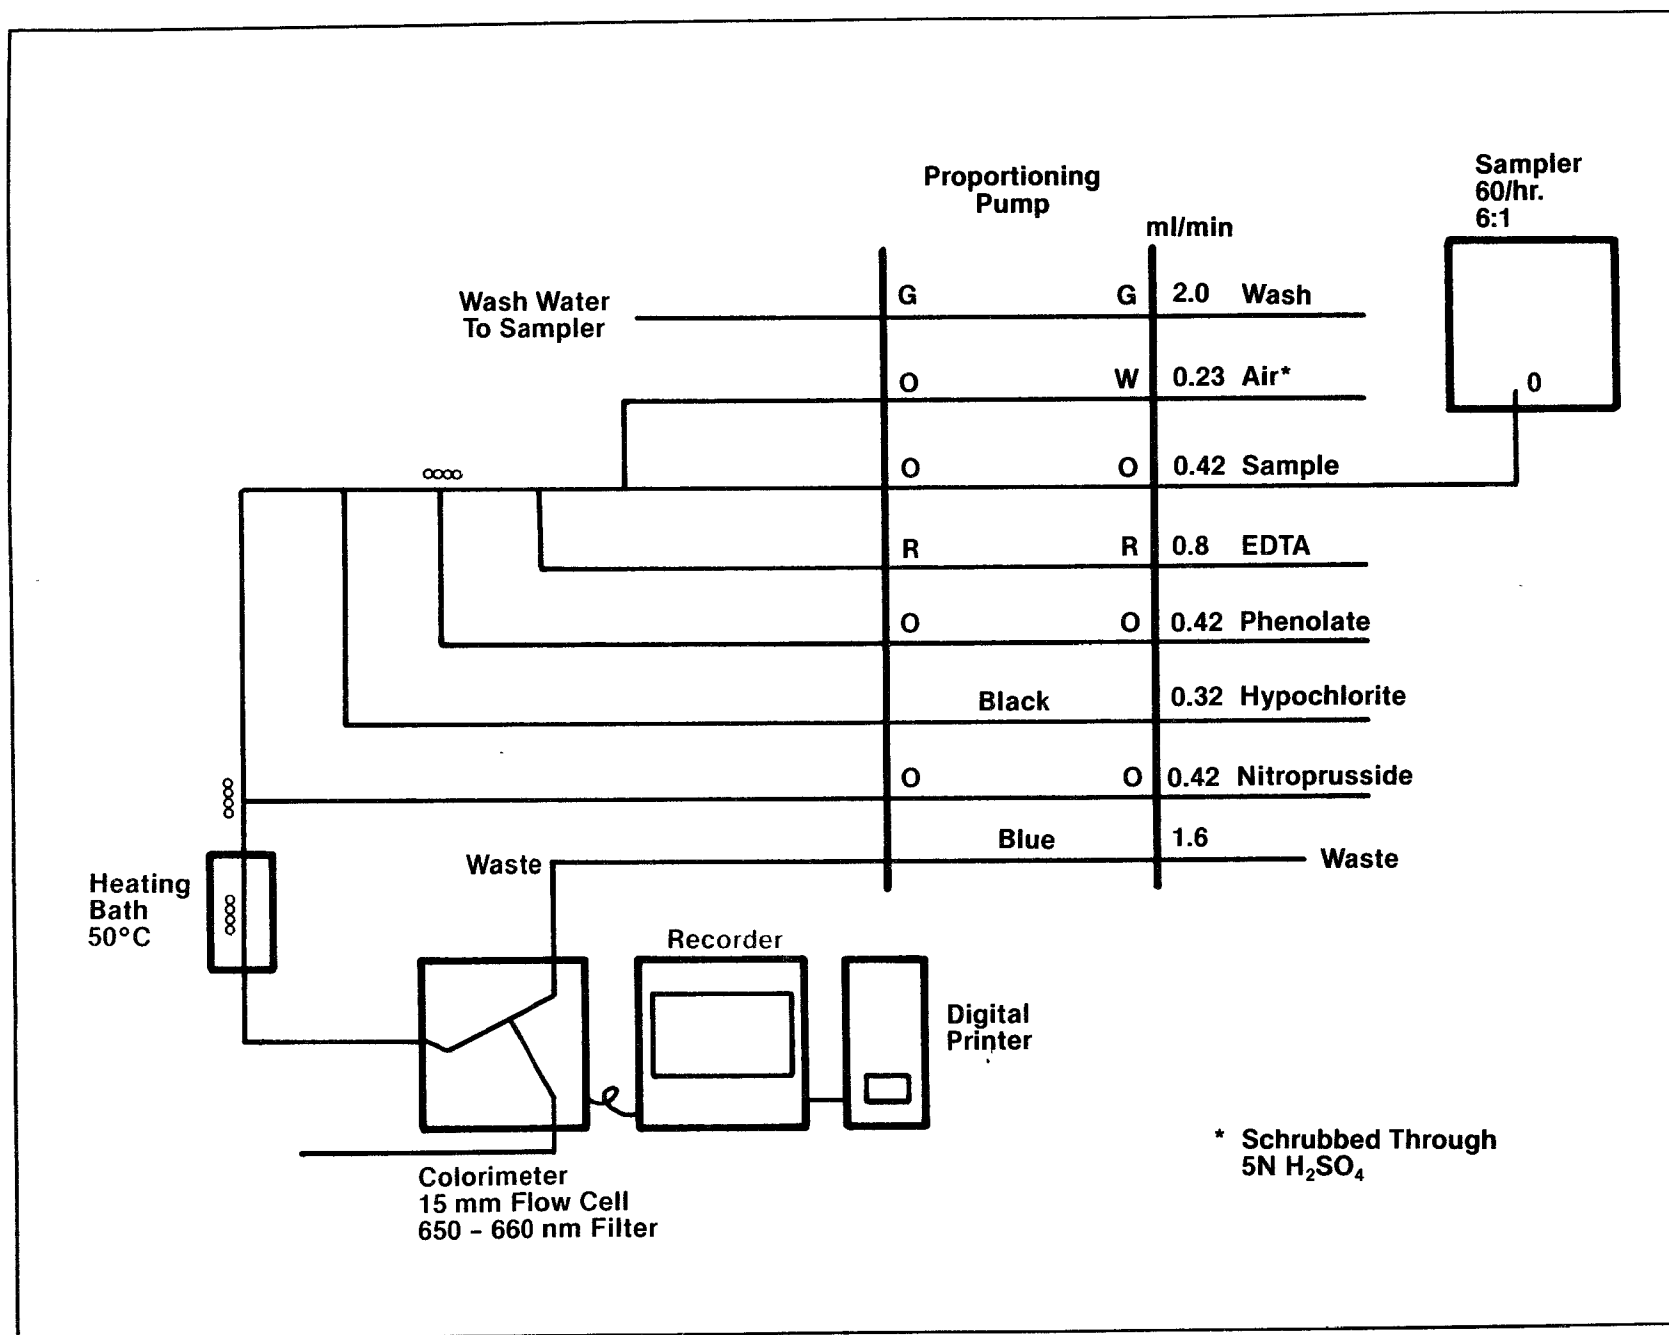 Proportioning
Pump
ml/min
Sampler
60/hr.
6:1
0
Wash Water
To Sampler
G G 2.0 Wash
O W 0.23 Air*
O O 0.42 Sample
R R 0.8 EDTA
O O 0.42 Phenolate
Black 0.32 Hypochlorite
O O 0.42 Nitroprusside
Blue 1.6
Waste
Waste
Heating
Bath
50°C
Recorder
Digital
Printer
Colorimeter
15 mm Flow Cell
650 – 660 nm Filter
* Schrubbed Through
5N H₂SO₄